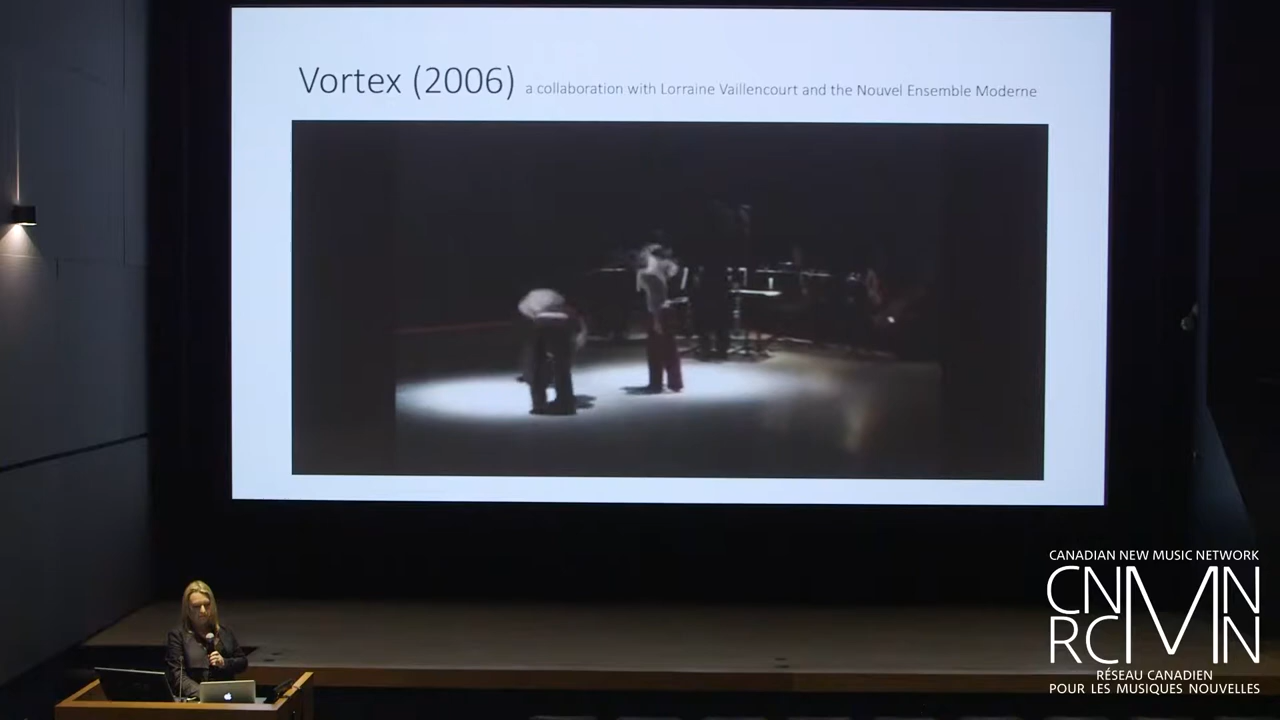 Vortex (2006) a collaboration with Lorraine Vaillencourt and the Nouvel Ensemble Moderne
CANADIAN NEW MUSIC NETWORK
CNMN
RCMN
RÉSEAU CANADIEN
POUR LES MUSIQUES NOUVELLES